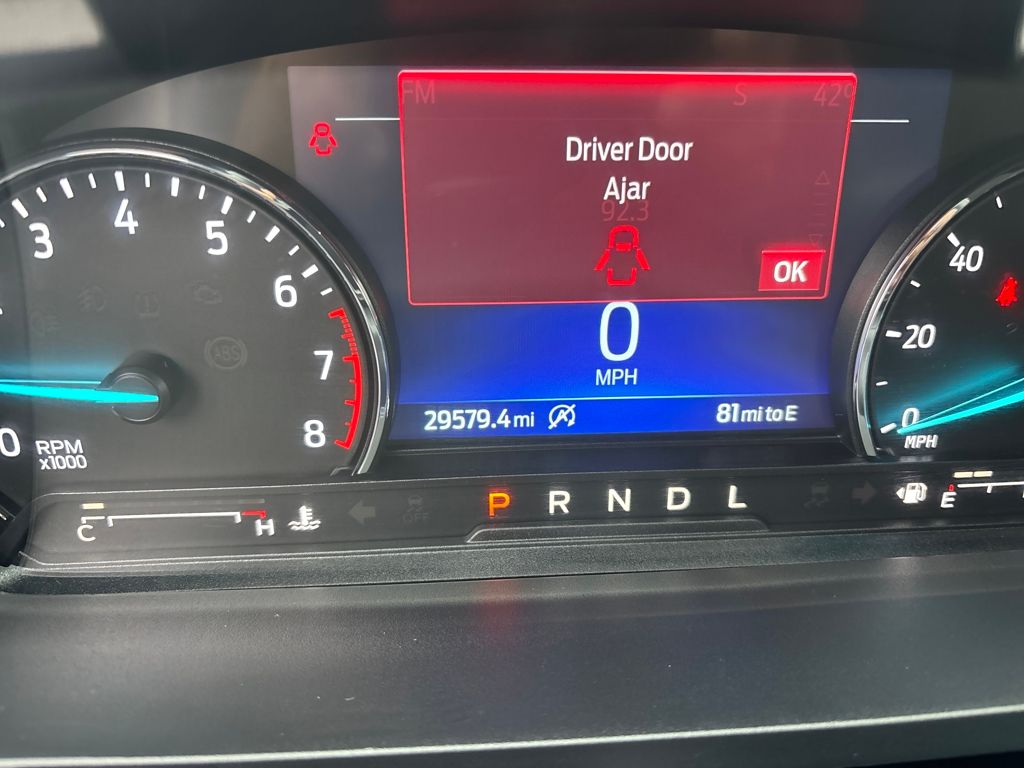 FM S 42°
Driver Door
Ajar
92.3
OK
0
MPH
29579.4 mi 81 mi to E
3 4 5 6 7 8
0
RPM
x1000
ABS
40
20
0
MPH
C H
OFF
P R N D L
E